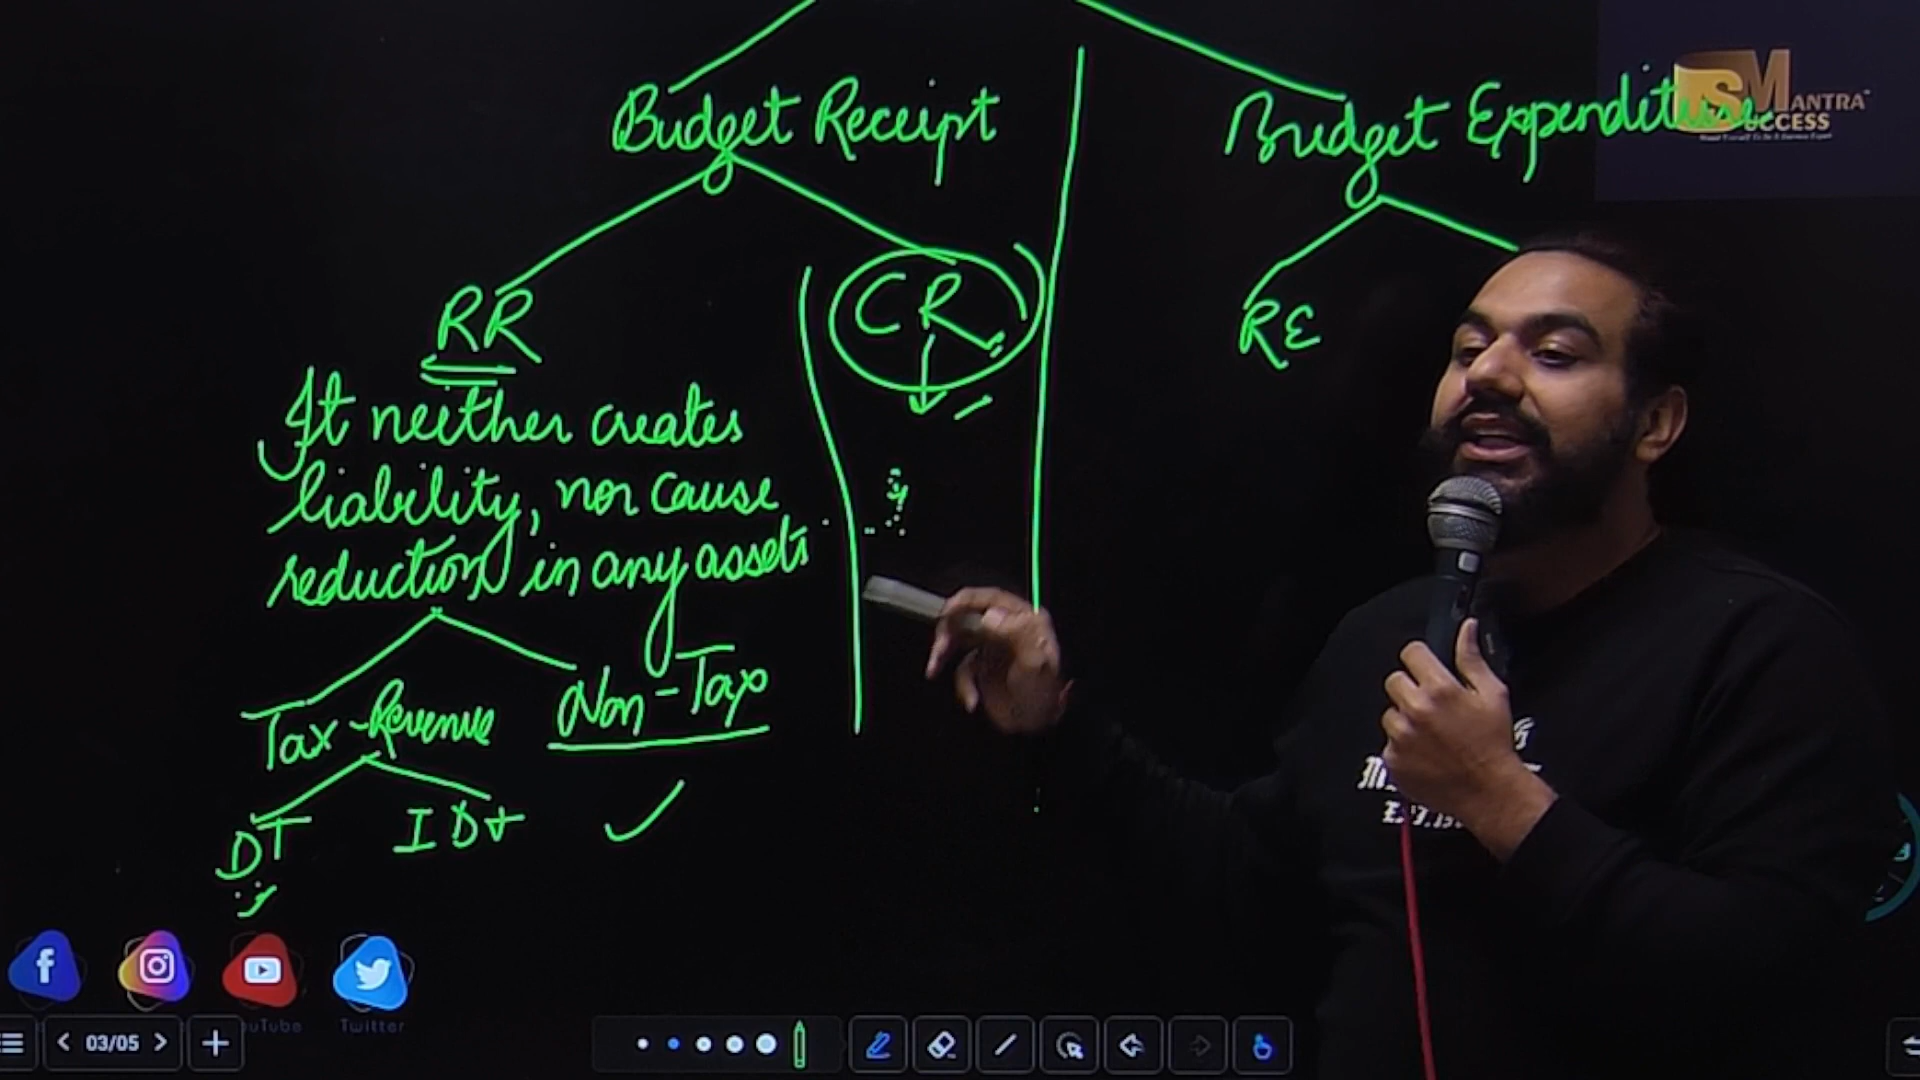 Budget Receipt
Budget Expenditure
MANTRA
SUCCESS
RR
CR
RE
It neither creates
liability, nor cause
reduction in any assets
Tax-Revenue
Non-Tax
DT
IDT
uTube
Twitter
03/05